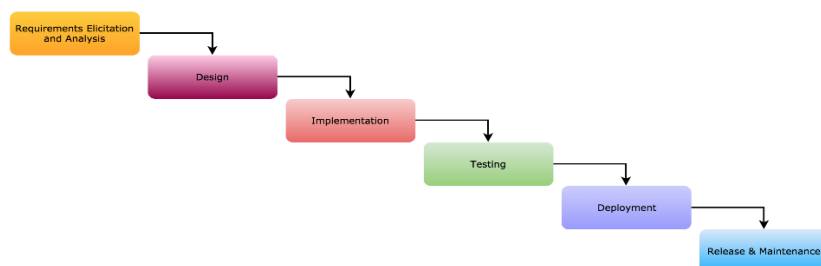 Requirements Elicitation
and Analysis
Design
Implementation
Testing
Deployment
Release & Maintenance